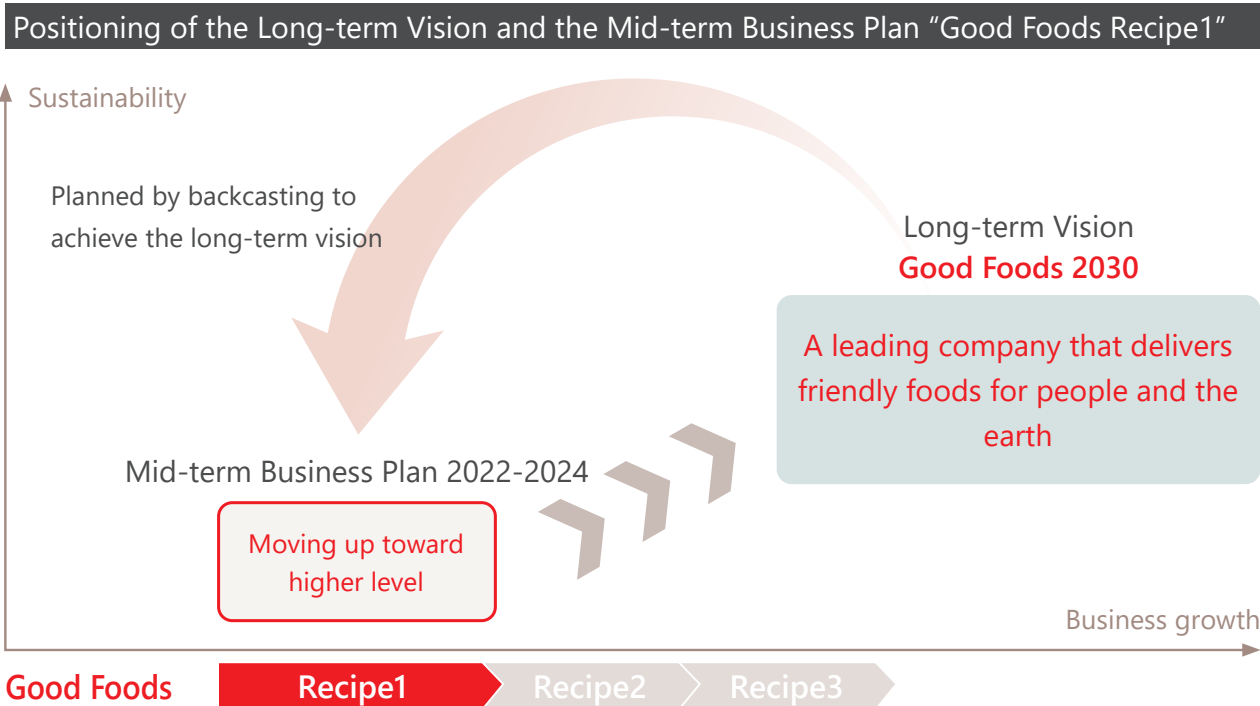 Positioning of the Long-term Vision and the Mid-term Business Plan “Good Foods Recipe1”
Sustainability
Planned by backcasting to
achieve the long-term vision
Long-term Vision
Good Foods 2030
A leading company that delivers
friendly foods for people and the
earth
Mid-term Business Plan 2022-2024
Moving up toward
higher level
Business growth
Good Foods
Recipe1
Recipe2
Recipe3